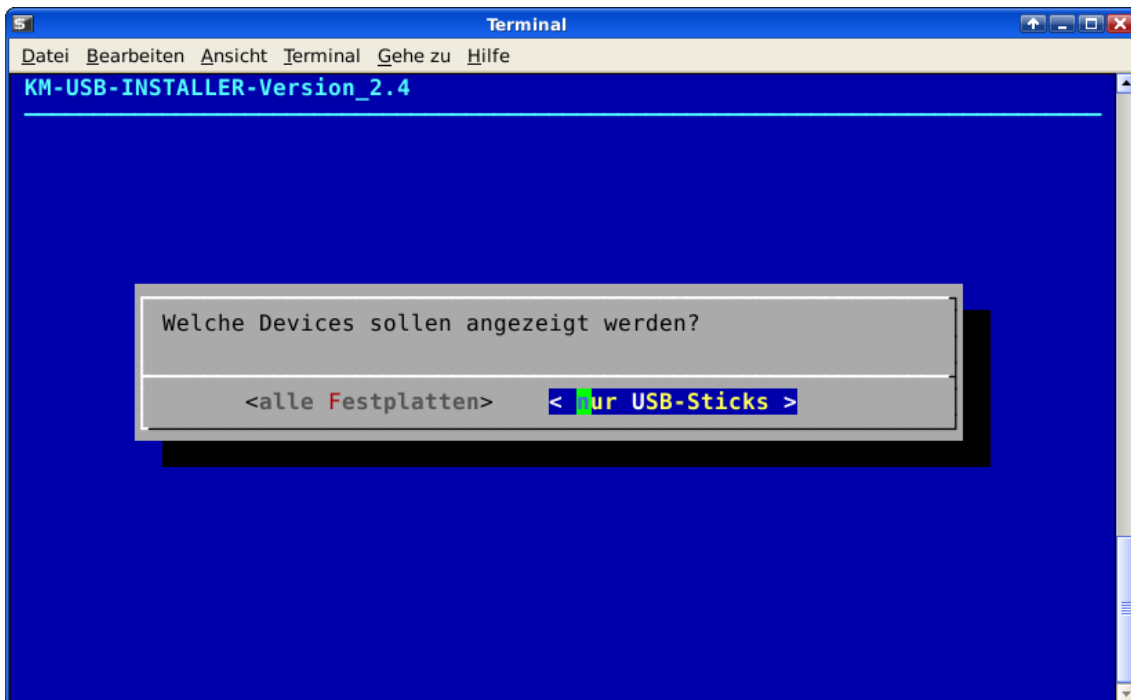 Terminal
Datei Bearbeiten Ansicht Terminal Gehe zu Hilfe
KM-USB-INSTALLER-Version_2.4
Welche Devices sollen angezeigt werden?
<alle Festplatten> < nur USB-Sticks >